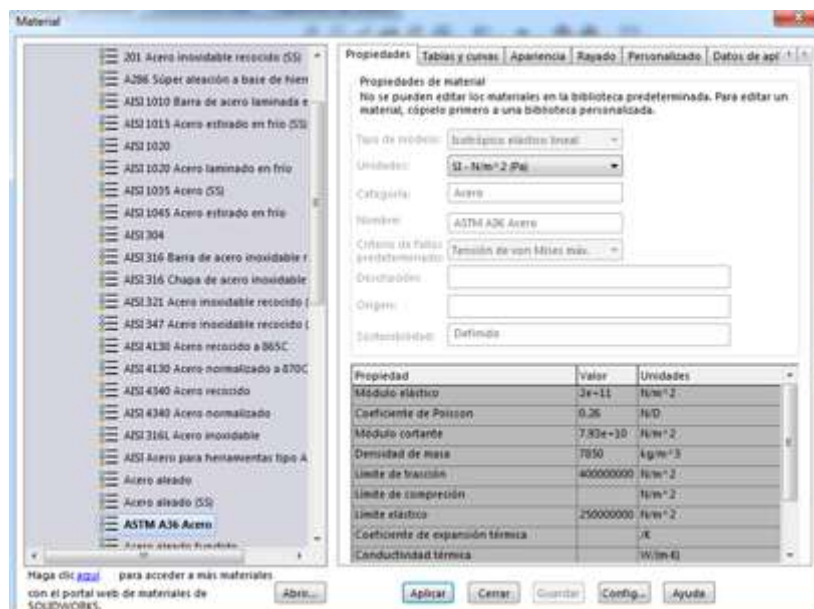 Material
201 Acero inoxidable recocido (SS)
A286 Súper aleación a base de hierr
AISI 1010 Barra de acero laminada e
AISI 1015 Acero estirado en frío (SS)
AISI 1020
AISI 1020 Acero laminado en frío
AISI 1035 Acero (SS)
AISI 1045 Acero estirado en frío
AISI 304
AISI 316 Barra de acero inoxidable r
AISI 316 Chapa de acero inoxidable
AISI 321 Acero inoxidable recocido (
AISI 347 Acero inoxidable recocido (
AISI 4130 Acero recocido a 865C
AISI 4130 Acero normalizado a 870C
AISI 4340 Acero recocido
AISI 4340 Acero normalizado
AISI 316L Acero inoxidable
AISI Acero para herramientas tipo A
Acero aleado
Acero aleado (SS)
ASTM A36 Acero
Acero aleado fundido
Haga clic aquí para acceder a más materiales
con el portal web de materiales de
SOLIDWORKS.
Abrir...
Propiedades Tablas y curvas Apariencia Rayado Personalizado Datos de apl
Propiedades de material
No se pueden editar los materiales en la biblioteca predeterminada. Para editar un
material, cópielo primero a una biblioteca personalizada.
Tipo de modelo: Isotrópico elástico lineal
Unidades: SI - N/m^2 (Pa)
Categoría: Acero
Nombre: ASTM A36 Acero
Criterio de fallos
predeterminado: Tensión de von Mises máx.
Descripción:
Origen:
Sostenibilidad: Definido
Propiedad Valor Unidades
Módulo elástico 2e+11 N/m^2
Coeficiente de Poisson 0.26 N/D
Módulo cortante 7.93e+10 N/m^2
Densidad de masa 7850 kg/m^3
Límite de tracción 400000000 N/m^2
Límite de compresión N/m^2
Límite elástico 250000000 N/m^2
Coeficiente de expansión térmica /K
Conductividad térmica W/(m·K)
Aplicar Cerrar Guardar Config... Ayuda